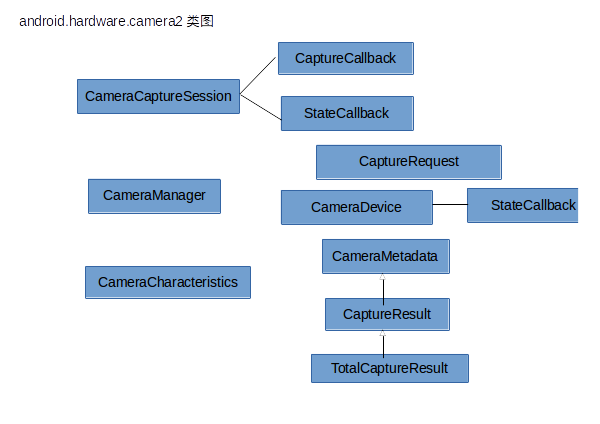 android.hardware.camera2 类图
CaptureCallback
CameraCaptureSession
StateCallback
CaptureRequest
CameraManager
CameraDevice
StateCallback
CameraMetadata
CameraCharacteristics
CaptureResult
TotalCaptureResult